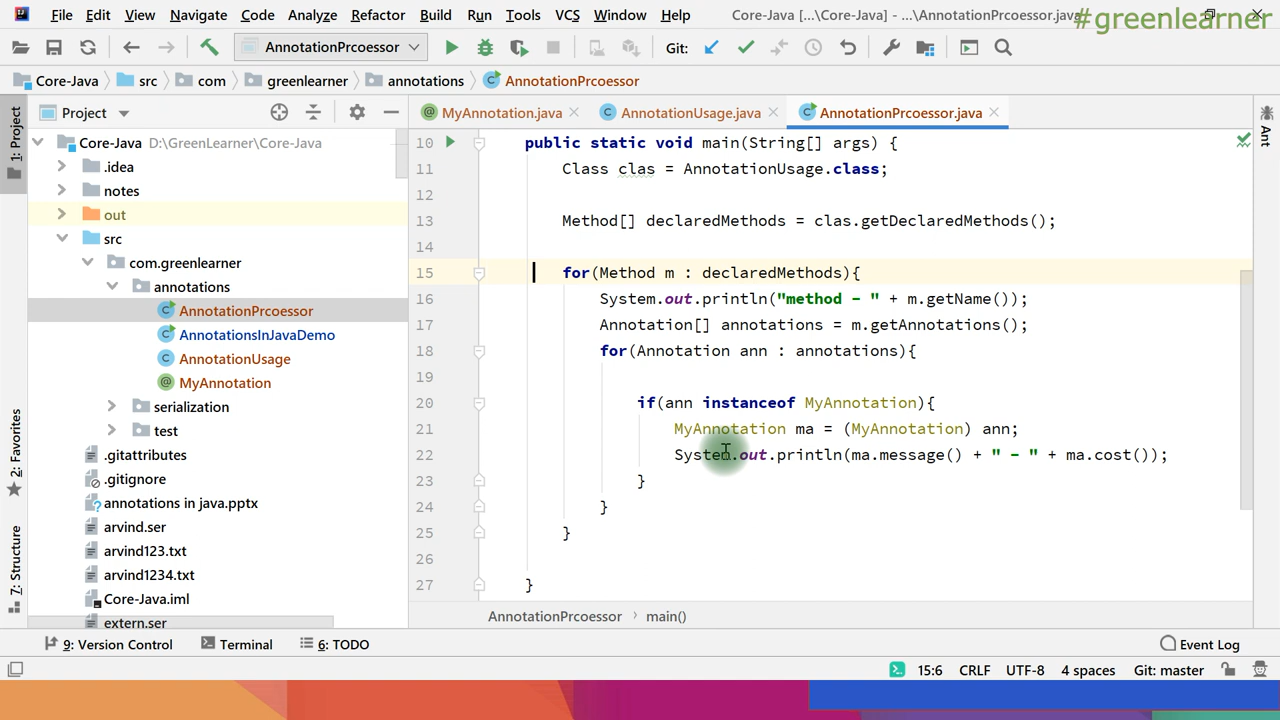 File Edit View Navigate Code Analyze Refactor Build Run Tools VCS Window Help Core-Java [...\Core-Java] - ...\AnnotationPrcoessor.java
#greenlearner
AnnotationPrcoessor Git:
Core-Java src com greenlearner annotations AnnotationPrcoessor
1: Project
Project
MyAnnotation.java AnnotationUsage.java AnnotationPrcoessor.java
Ant
Core-Java D:\GreenLearner\Core-Java
.idea
notes
out
src
com.greenlearner
annotations
AnnotationPrcoessor
AnnotationsInJavaDemo
AnnotationUsage
MyAnnotation
serialization
test
.gitattributes
.gitignore
annotations in java.pptx
arvind.ser
arvind123.txt
arvind1234.txt
Core-Java.iml
extern.ser
2: Favorites
7: Structure
10 public static void main(String[] args) {
11 Class clas = AnnotationUsage.class;
12
13 Method[] declaredMethods = clas.getDeclaredMethods();
14
15 for(Method m : declaredMethods){
16 System.out.println("method - " + m.getName());
17 Annotation[] annotations = m.getAnnotations();
18 for(Annotation ann : annotations){
19
20 if(ann instanceof MyAnnotation){
21 MyAnnotation ma = (MyAnnotation) ann;
22 System.out.println(ma.message() + " - " + ma.cost());
23 }
24 }
25 }
26
27 }
AnnotationPrcoessor main()
9: Version Control Terminal 6: TODO Event Log
15:6 CRLF UTF-8 4 spaces Git: master